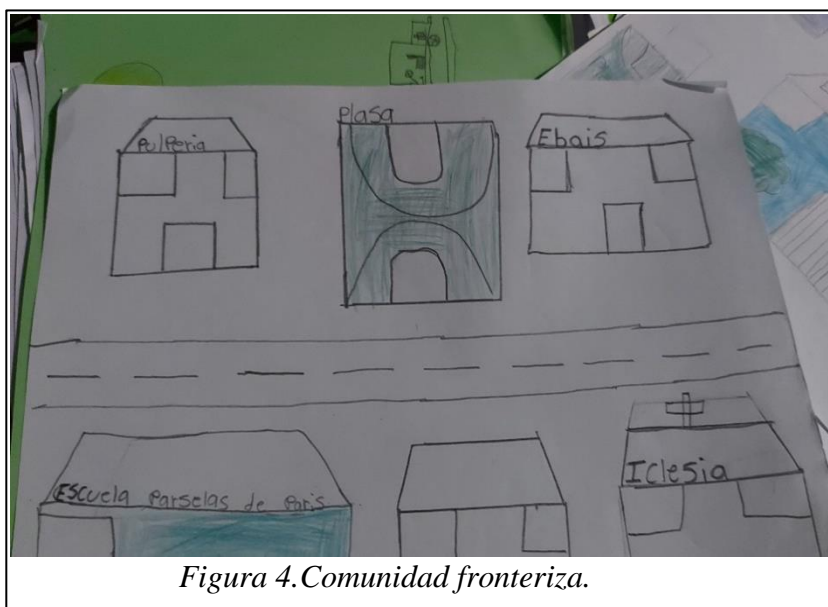 Pulperia
Plasa
Ebais
Escuela Parselas de Paris
Iclesia
Figura 4.Comunidad fronteriza.